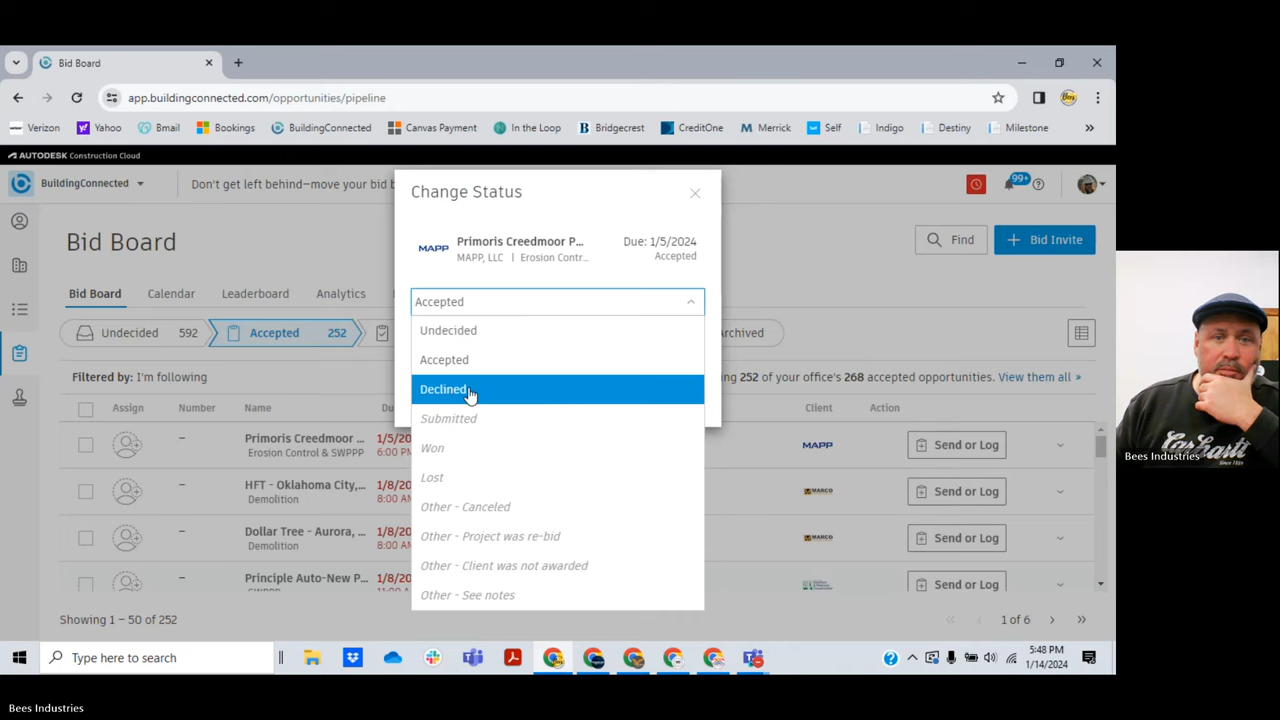 Bid Board
app.buildingconnected.com/opportunities/pipeline
Verizon Yahoo Bmail Bookings BuildingConnected Canvas Payment In the Loop Bridgecrest CreditOne Merrick Self Indigo Destiny Milestone »
AUTODESK Construction Cloud
BuildingConnected Don't get left behind—move your bid b 99+
Change Status
Bid Board
Primoris Creedmoor P... Due: 1/5/2024
MAPP MAPP, LLC | Erosion Contr... Accepted
Find + Bid Invite
Bid Board Calendar Leaderboard Analytics
Accepted
Undecided 592 Accepted 252 Archived
Undecided
Accepted
Declined
Submitted
Won
Lost
Other - Canceled
Other - Project was re-bid
Other - Client was not awarded
Other - See notes
Filtered by: I'm following ing 252 of your office's 268 accepted opportunities. View them all »
Assign Number Name Du Client Action
– Primoris Creedmoor ... 1/5/20 MAPP Send or Log
Erosion Control & SWPPP 6:00 PM
– HFT - Oklahoma City,... 1/8/20 MARCO Send or Log
Demolition 8:00 AM
– Dollar Tree - Aurora, ... 1/8/20 MARCO Send or Log
Demolition 8:00 AM
– Principle Auto-New P... 1/8/20 Send or Log
Showing 1 – 50 of 252 1 of 6
Type here to search 5:48 PM
1/14/2024
Carhartt
Bees Industries
Bees Industries